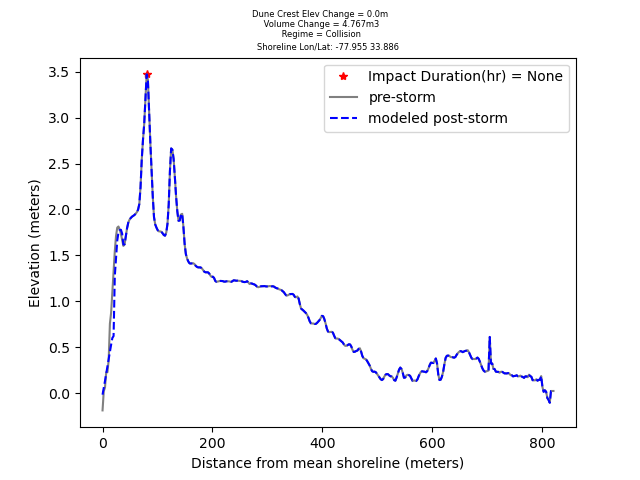 Dune Crest Elev Change = 0.0m
Volume Change = 4.767m3
Regime = Collision
Shoreline Lon/Lat: -77.955 33.886
Impact Duration(hr) = None
pre-storm
modeled post-storm
Elevation (meters)
3.5
3.0
2.5
2.0
1.5
1.0
0.5
0.0
0 200 400 600 800
Distance from mean shoreline (meters)